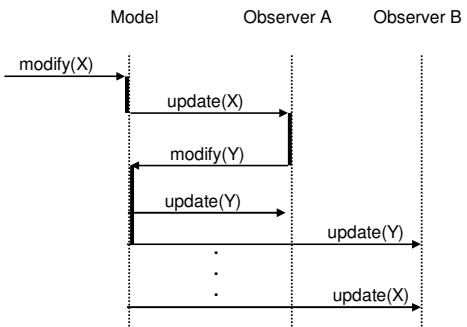 Model Observer A Observer B
modify(X)
update(X)
modify(Y)
update(Y)
update(Y)
.
.
.
update(X)